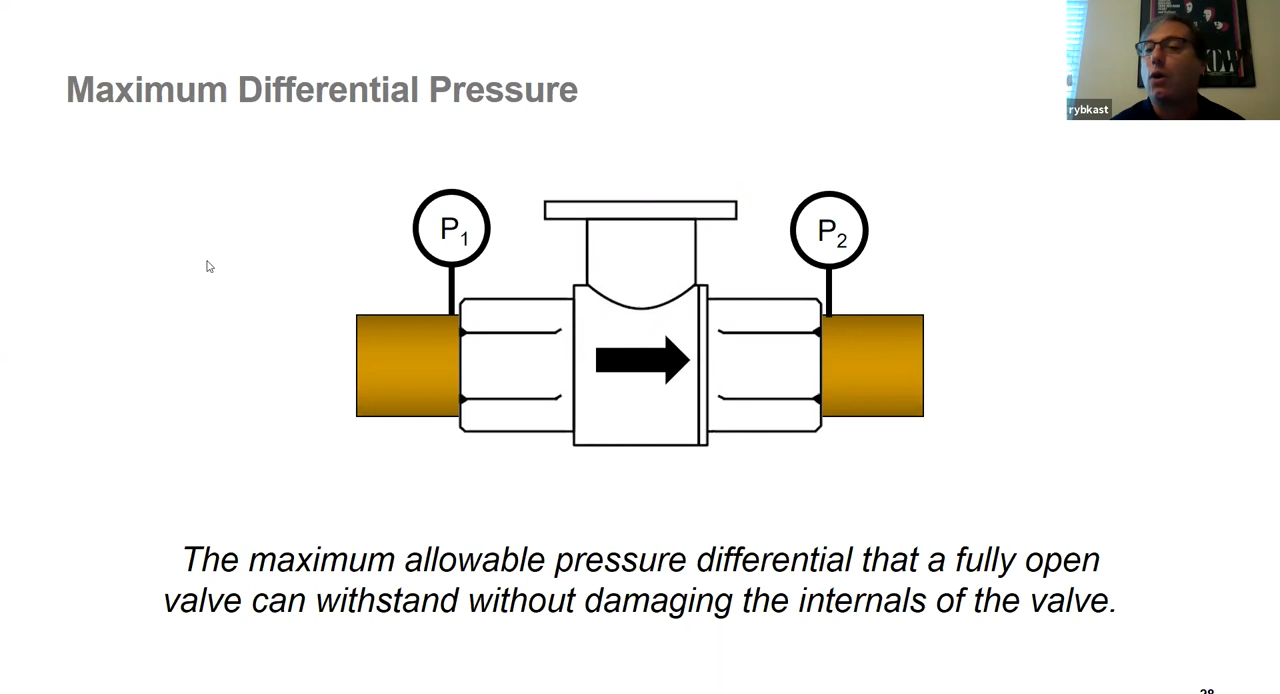 Maximum Differential Pressure
rybkast
P1
P2
The maximum allowable pressure differential that a fully open
valve can withstand without damaging the internals of the valve.